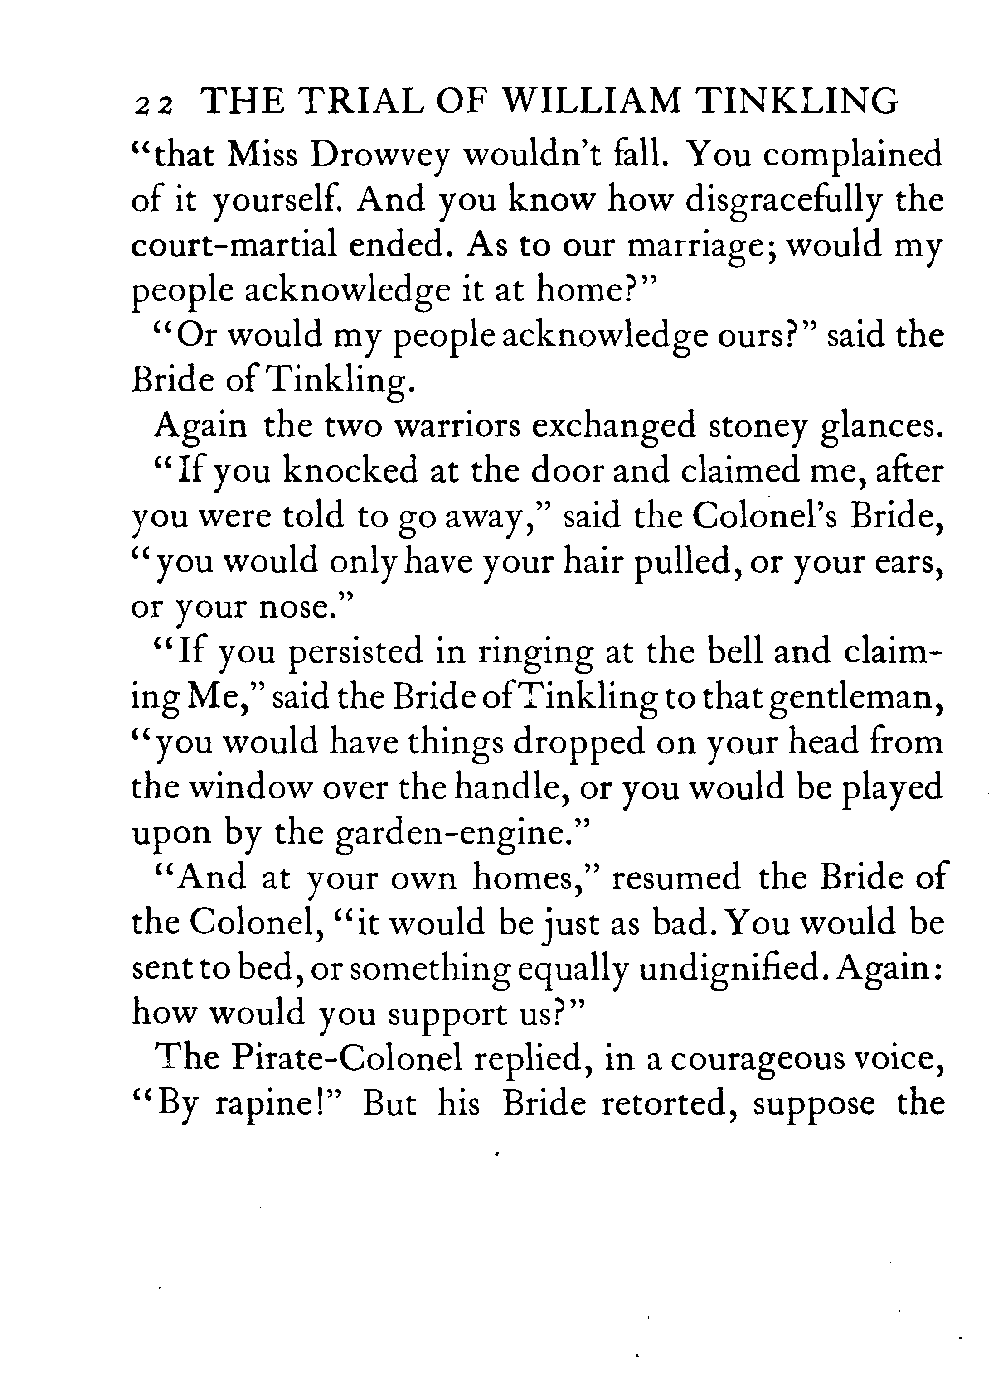 22 THE TRIAL OF WILLIAM TINKLING
“that Miss Drowvey wouldn’t fall. You complained
of it yourself. And you know how disgracefully the
court-martial ended. As to our marriage; would my
people acknowledge it at home?”
“Or would my people acknowledge ours?” said the
Bride of Tinkling.
Again the two warriors exchanged stoney glances.
“If you knocked at the door and claimed me, after
you were told to go away,” said the Colonel’s Bride,
“you would only have your hair pulled, or your ears,
or your nose.”
“If you persisted in ringing at the bell and claim-
ing Me,” said the Bride of Tinkling to that gentleman,
“you would have things dropped on your head from
the window over the handle, or you would be played
upon by the garden-engine.”
“And at your own homes,” resumed the Bride of
the Colonel, “it would be just as bad. You would be
sent to bed, or something equally undignified. Again:
how would you support us?”
The Pirate-Colonel replied, in a courageous voice,
“By rapine!” But his Bride retorted, suppose the